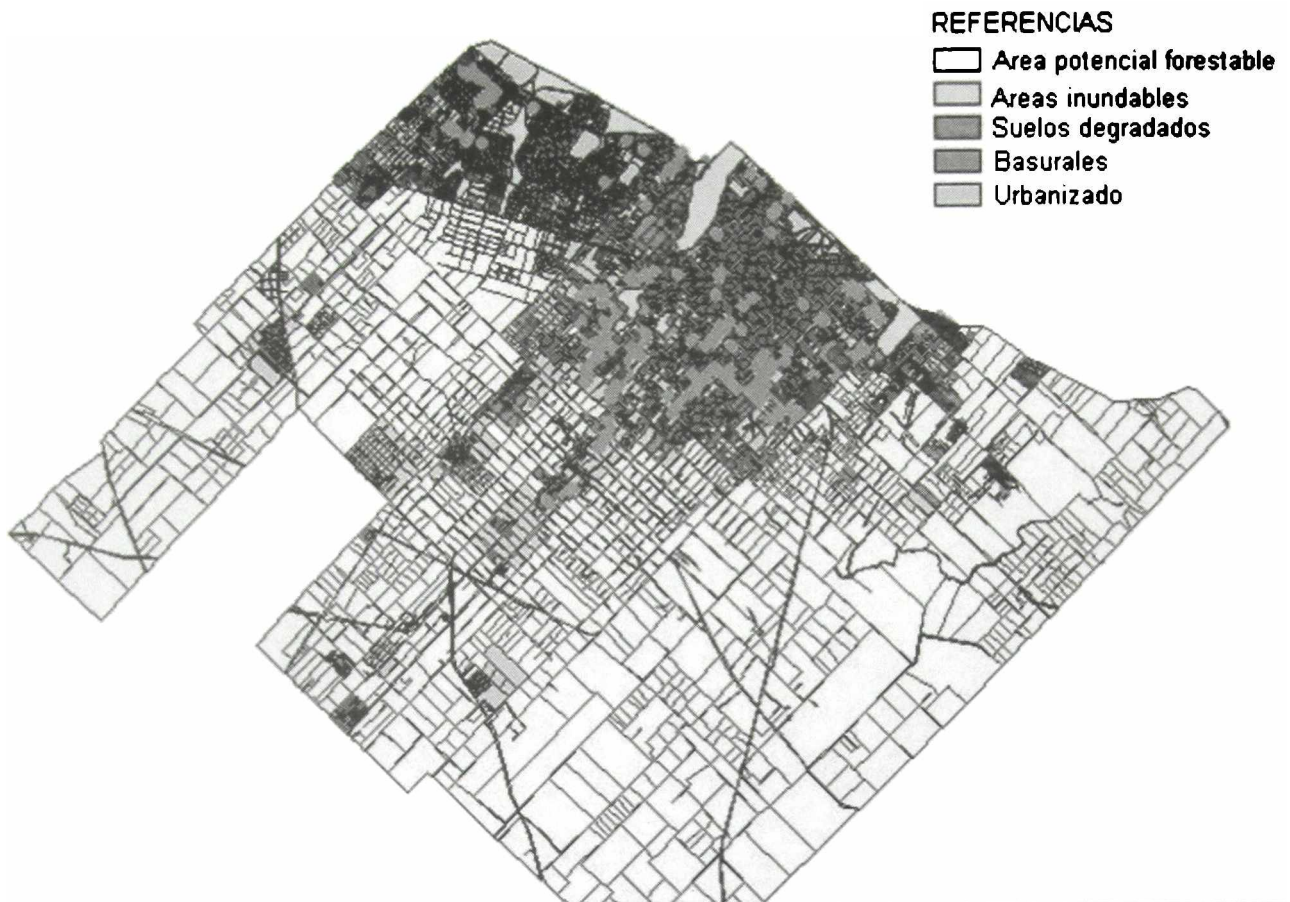 REFERENCIAS
Area potencial forestable
Areas inundables
Suelos degradados
Basurales
Urbanizado